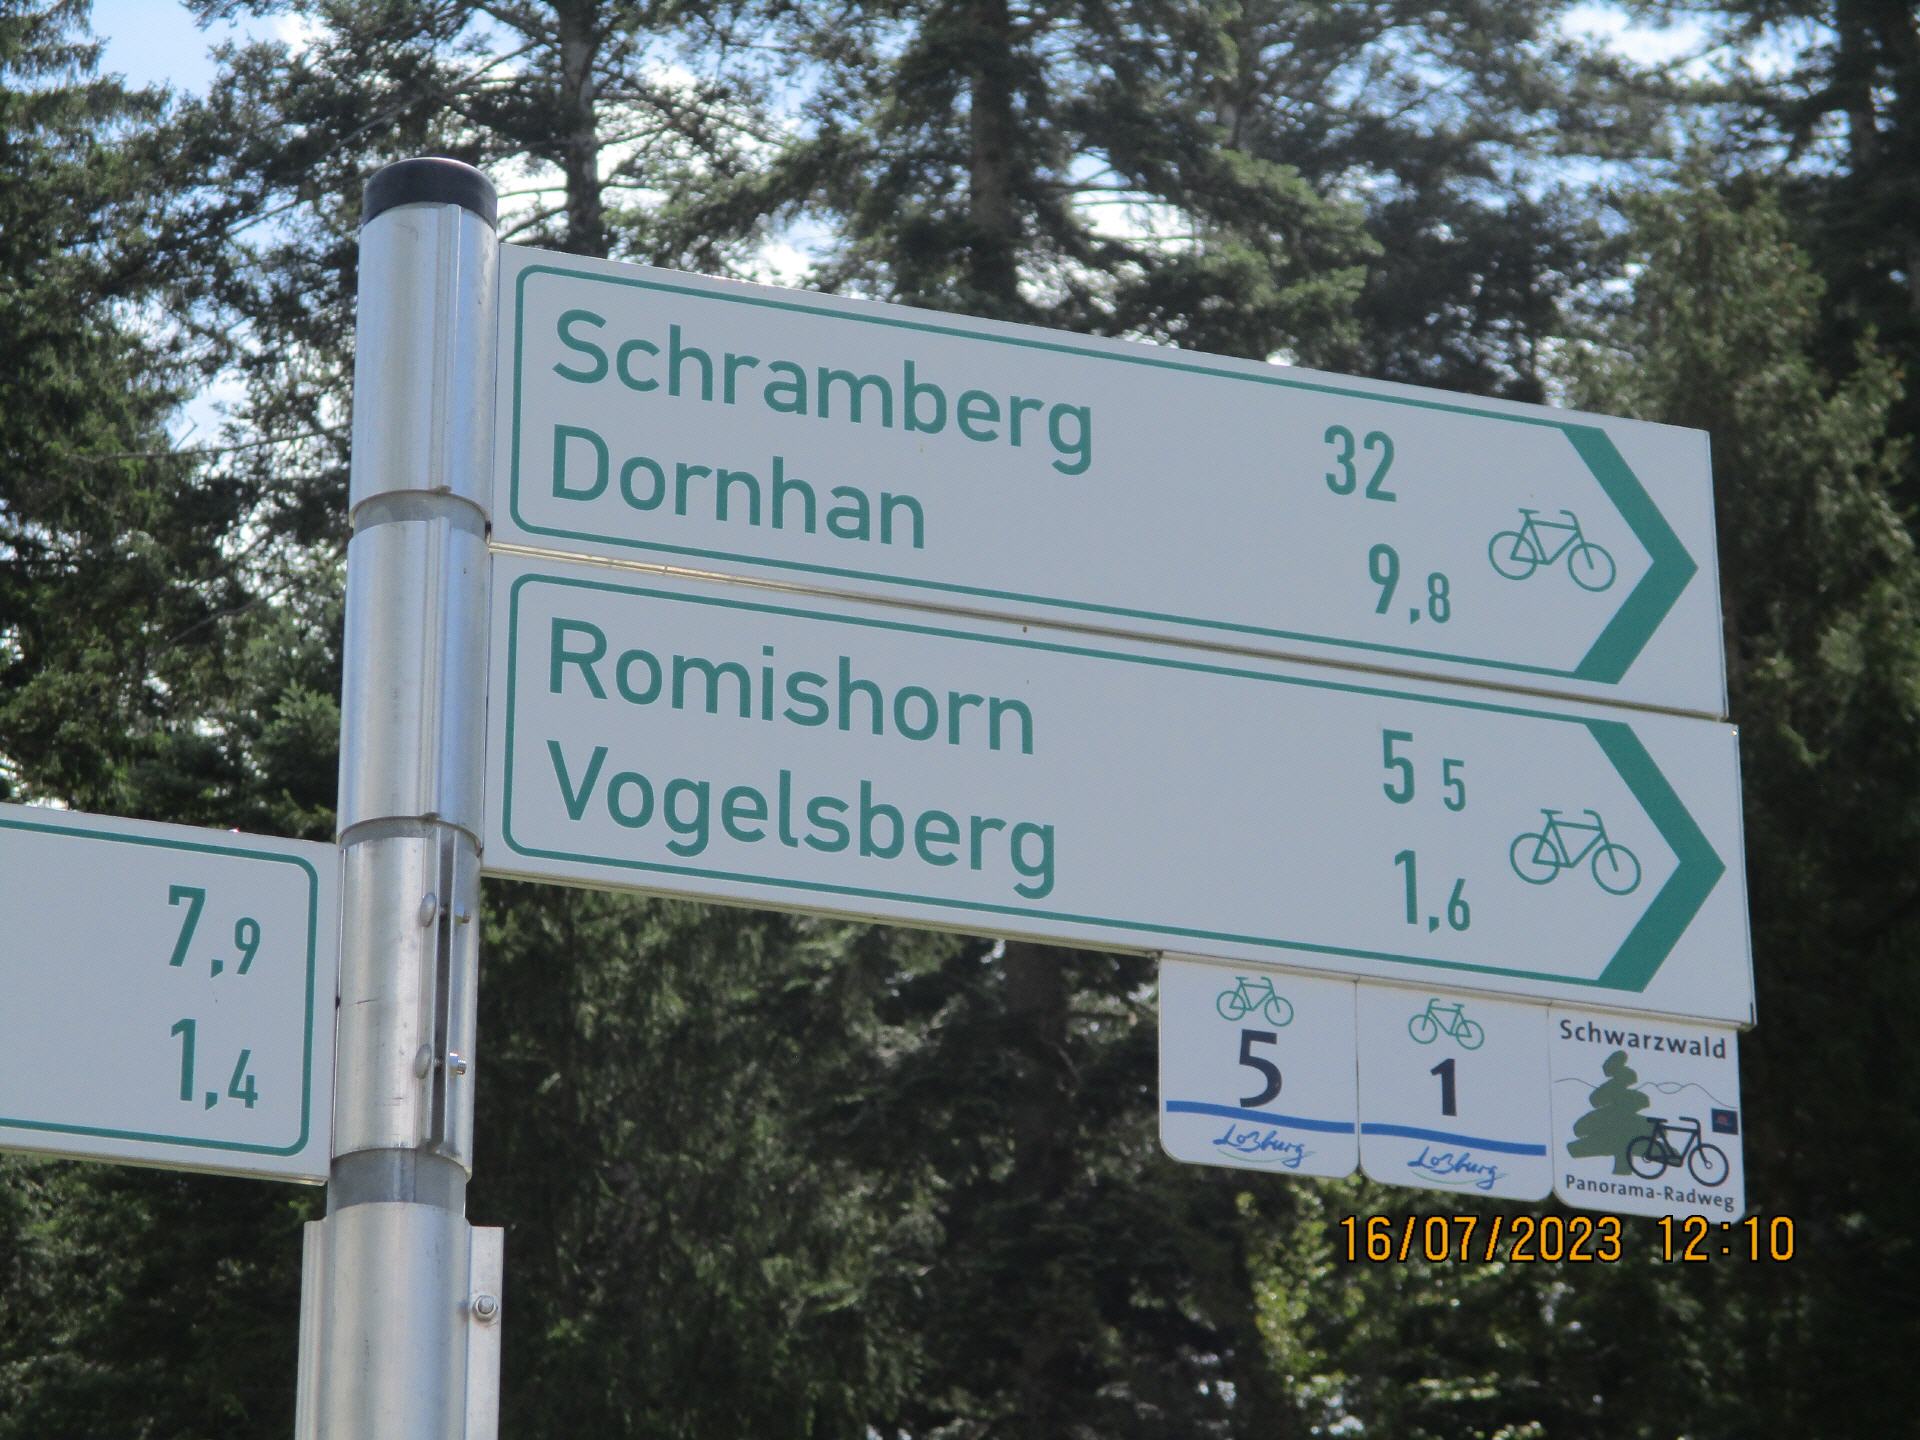 Schramberg 32
Dornhan 9,8
Romishorn 5 5
Vogelsberg 1,6
7,9
1,4
5
Loßburg
1
Loßburg
Schwarzwald
Panorama-Radweg
16/07/2023 12:10